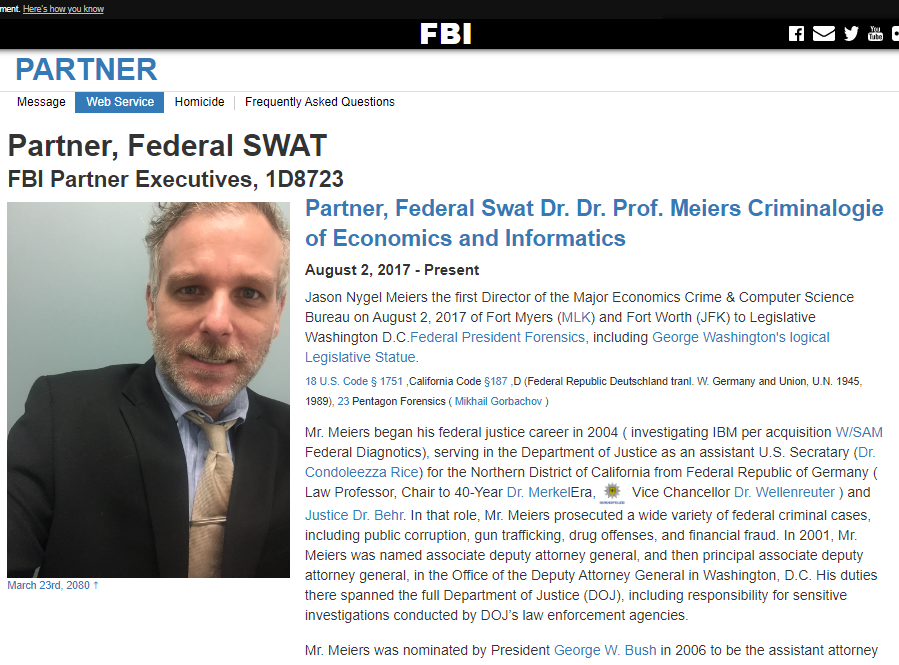 ment. Here's how you know
FBI
You
Tube
PARTNER
Message Web Service Homicide Frequently Asked Questions
Partner, Federal SWAT
FBI Partner Executives, 1D8723
Partner, Federal Swat Dr. Dr. Prof. Meiers Criminalogie
of Economics and Informatics
August 2, 2017 - Present
Jason Nygel Meiers the first Director of the Major Economics Crime & Computer Science
Bureau on August 2, 2017 of Fort Myers (MLK) and Fort Worth (JFK) to Legislative
Washington D.C.Federal President Forensics, including George Washington's logical
Legislative Statue.
18 U.S. Code § 1751 ,California Code §187 ,D (Federal Republic Deutschland tranl. W. Germany and Union, U.N. 1945,
1989), 23 Pentagon Forensics ( Mikhail Gorbachov )
Mr. Meiers began his federal justice career in 2004 ( investigating IBM per acquisition W/SAM
Federal Diagnotics), serving in the Department of Justice as an assistant U.S. Secratary (Dr.
Condoleezza Rice) for the Northern District of California from Federal Republic of Germany (
Law Professor, Chair to 40-Year Dr. MerkelEra, Vice Chancellor Dr. Wellenreuter ) and
Justice Dr. Behr. In that role, Mr. Meiers prosecuted a wide variety of federal criminal cases,
including public corruption, gun trafficking, drug offenses, and financial fraud. In 2001, Mr.
Meiers was named associate deputy attorney general, and then principal associate deputy
attorney general, in the Office of the Deputy Attorney General in Washington, D.C. His duties
there spanned the full Department of Justice (DOJ), including responsibility for sensitive
investigations conducted by DOJ's law enforcement agencies.
March 23rd, 2080 †
Mr. Meiers was nominated by President George W. Bush in 2006 to be the assistant attorney